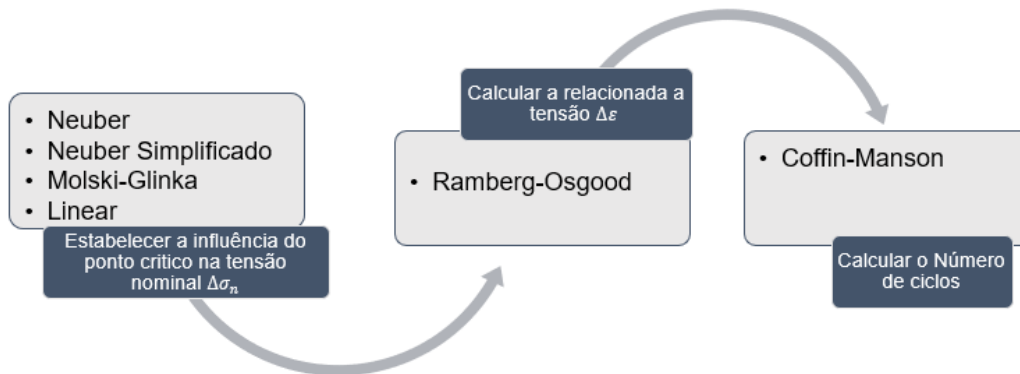 • Neuber
• Neuber Simplificado
• Molski-Glinka
• Linear
Estabelecer a influência do
ponto critico na tensão
nominal Δσₙ
Calcular a relacionada a
tensão Δε
• Ramberg-Osgood
• Coffin-Manson
Calcular o Número
de ciclos